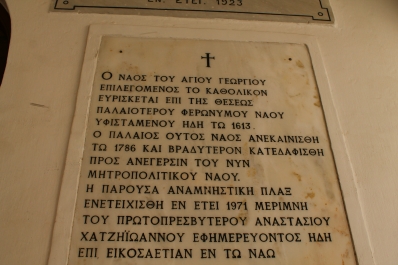 ΕΝ ΕΤΕΙ 1923
Ο ΝΑΟΣ ΤΟΥ ΑΓΙΟΥ ΓΕΩΡΓΙΟΥ
ΕΠΙΛΕΓΟΜΕΝΟΣ ΤΟ ΚΑΘΟΛΙΚΟΝ
ΕΥΡΙΣΚΕΤΑΙ ΕΠΙ ΤΗΣ ΘΕΣΕΩΣ
ΠΑΛΑΙΟΤΕΡΟΥ ΦΕΡΩΝΥΜΟΥ ΝΑΟΥ
ΥΦΙΣΤΑΜΕΝΟΥ ΗΔΗ ΤΩ 1613.
Ο ΠΑΛΑΙΟΣ ΟΥΤΟΣ ΝΑΟΣ ΑΝΕΚΑΙΝΙΣΘΗ
ΤΩ 1786 ΚΑΙ ΒΡΑΔΥΤΕΡΟΝ ΚΑΤΕΔΑΦΙΣΘΗ
ΠΡΟΣ ΑΝΕΓΕΡΣΙΝ ΤΟΥ ΝΥΝ
ΜΗΤΡΟΠΟΛΙΤΙΚΟΥ ΝΑΟΥ.
Η ΠΑΡΟΥΣΑ ΑΝΑΜΝΗΣΤΙΚΗ ΠΛΑΞ
ΕΝΕΤΕΙΧΙΣΘΗ ΕΝ ΕΤΕΙ 1971 ΜΕΡΙΜΝΗ
ΤΟΥ ΠΡΩΤΟΠΡΕΣΒΥΤΕΡΟΥ ΑΝΑΣΤΑΣΙΟΥ
ΧΑΤΖΗΪΩΑΝΝΟΥ ΕΦΗΜΕΡΕΥΟΝΤΟΣ ΗΔΗ
ΕΠΙ ΕΙΚΟΣΑΕΤΙΑΝ ΕΝ ΤΩ ΝΑΩ